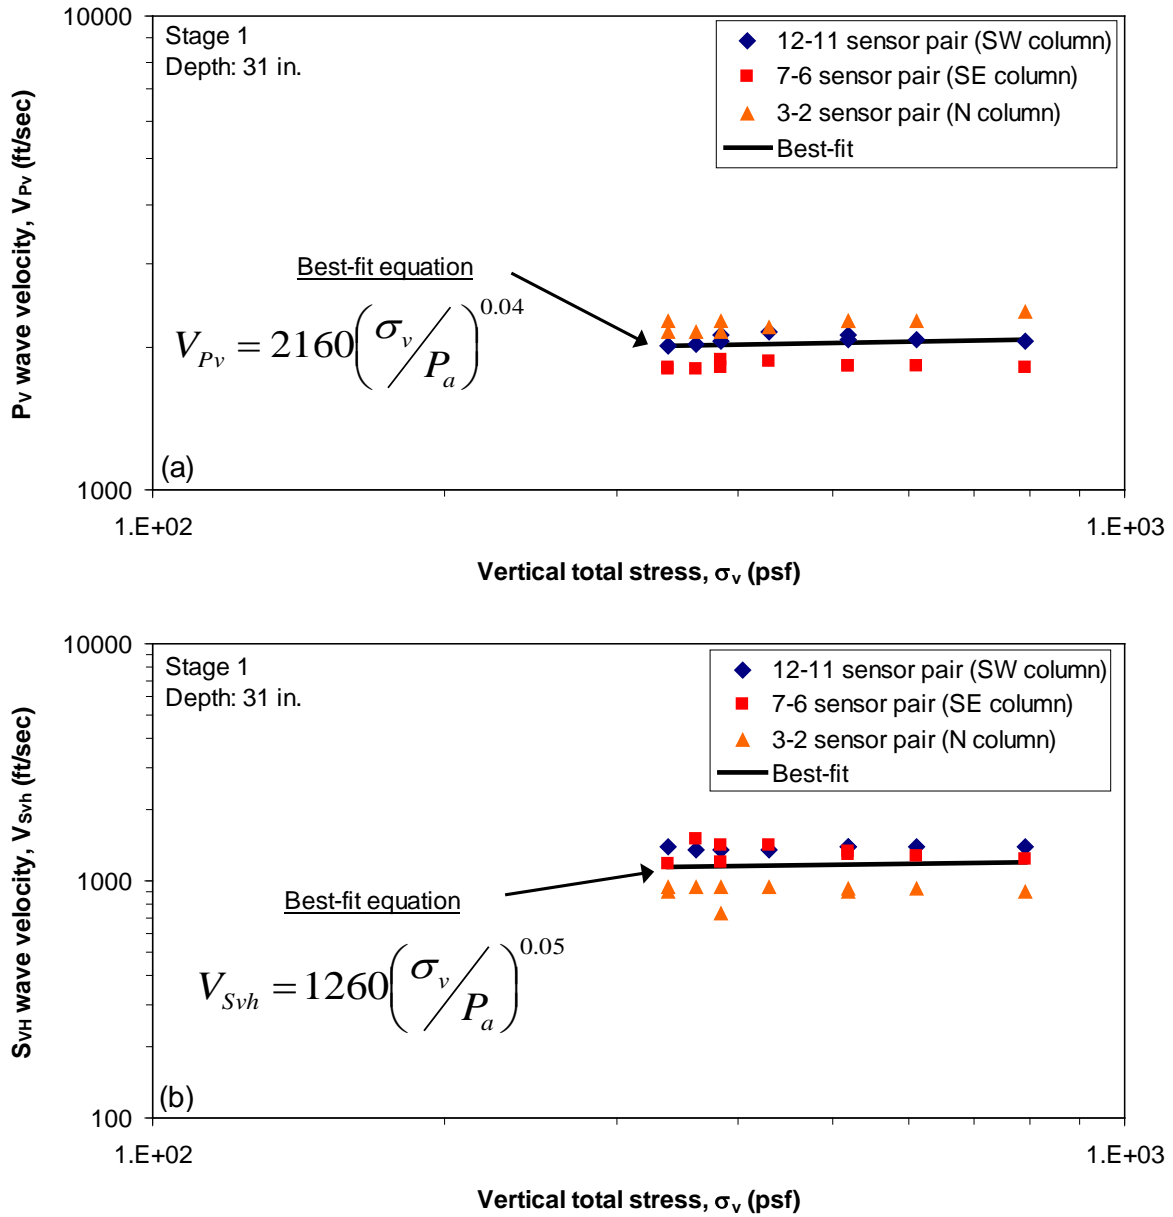 10000
1000
Pv wave velocity, VPv (ft/sec)
Stage 1
Depth: 31 in.
12-11 sensor pair (SW column)
7-6 sensor pair (SE column)
3-2 sensor pair (N column)
Best-fit
Best-fit equation
V_{Pv} = 2160(σ_v/P_a)^{0.04}
(a)
1.E+02
1.E+03
Vertical total stress, σv (psf)
10000
1000
100
SVH wave velocity, VSvh (ft/sec)
Stage 1
Depth: 31 in.
12-11 sensor pair (SW column)
7-6 sensor pair (SE column)
3-2 sensor pair (N column)
Best-fit
Best-fit equation
V_{Svh} = 1260(σ_v/P_a)^{0.05}
(b)
1.E+02
1.E+03
Vertical total stress, σv (psf)